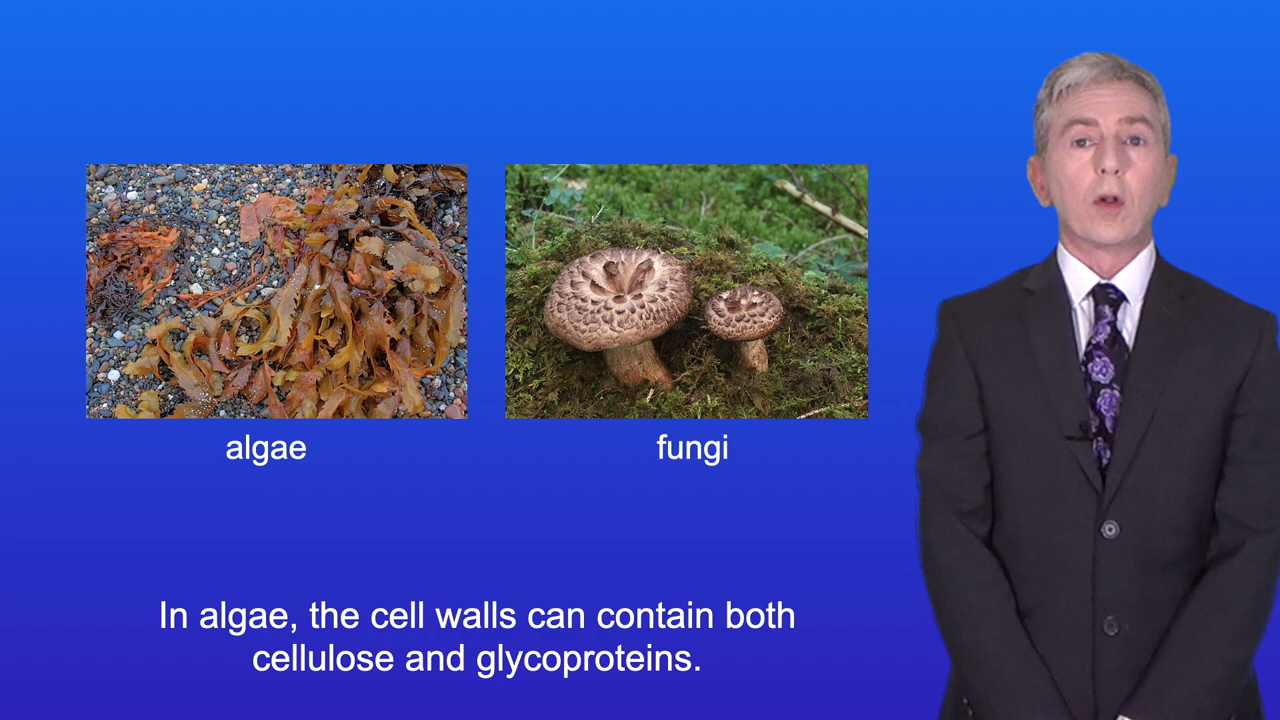 algae
fungi
In algae, the cell walls can contain both
cellulose and glycoproteins.